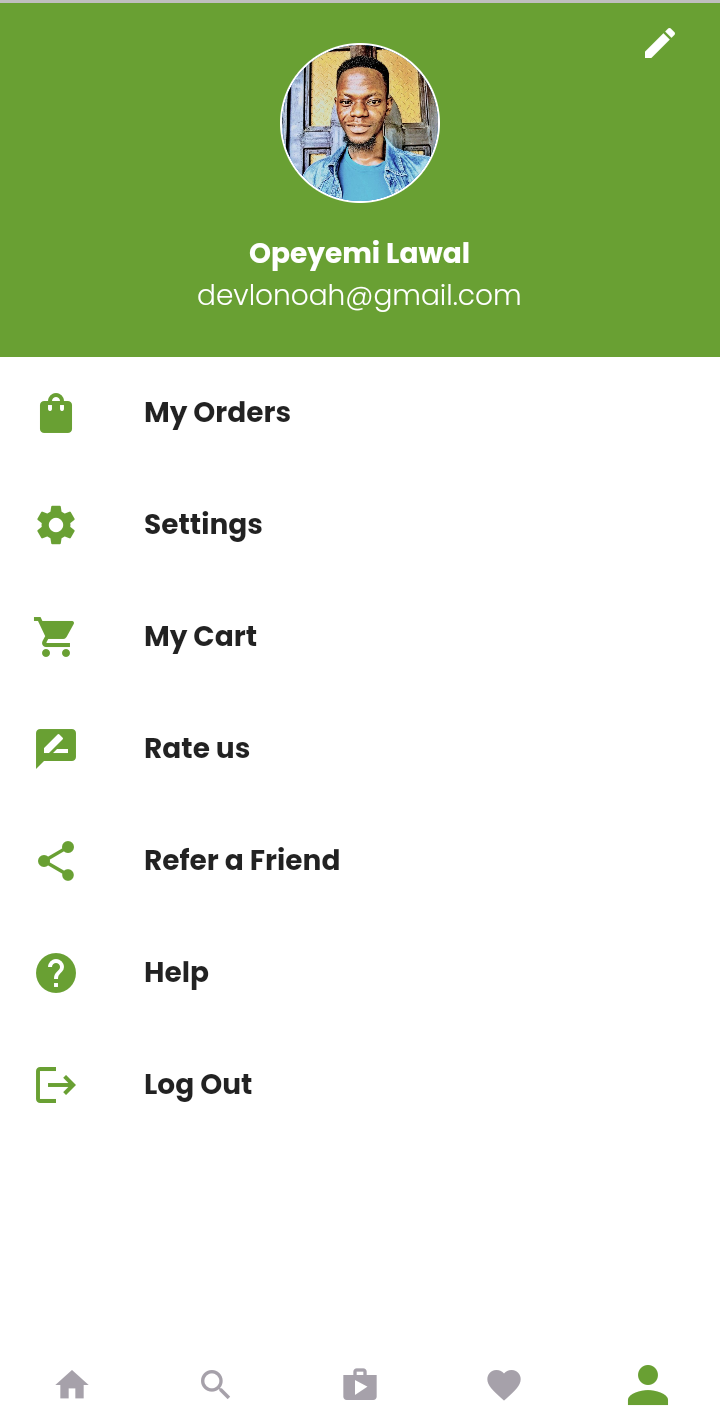 Opeyemi Lawal
devlonoah@gmail.com
My Orders
Settings
My Cart
Rate us
Refer a Friend
Help
Log Out